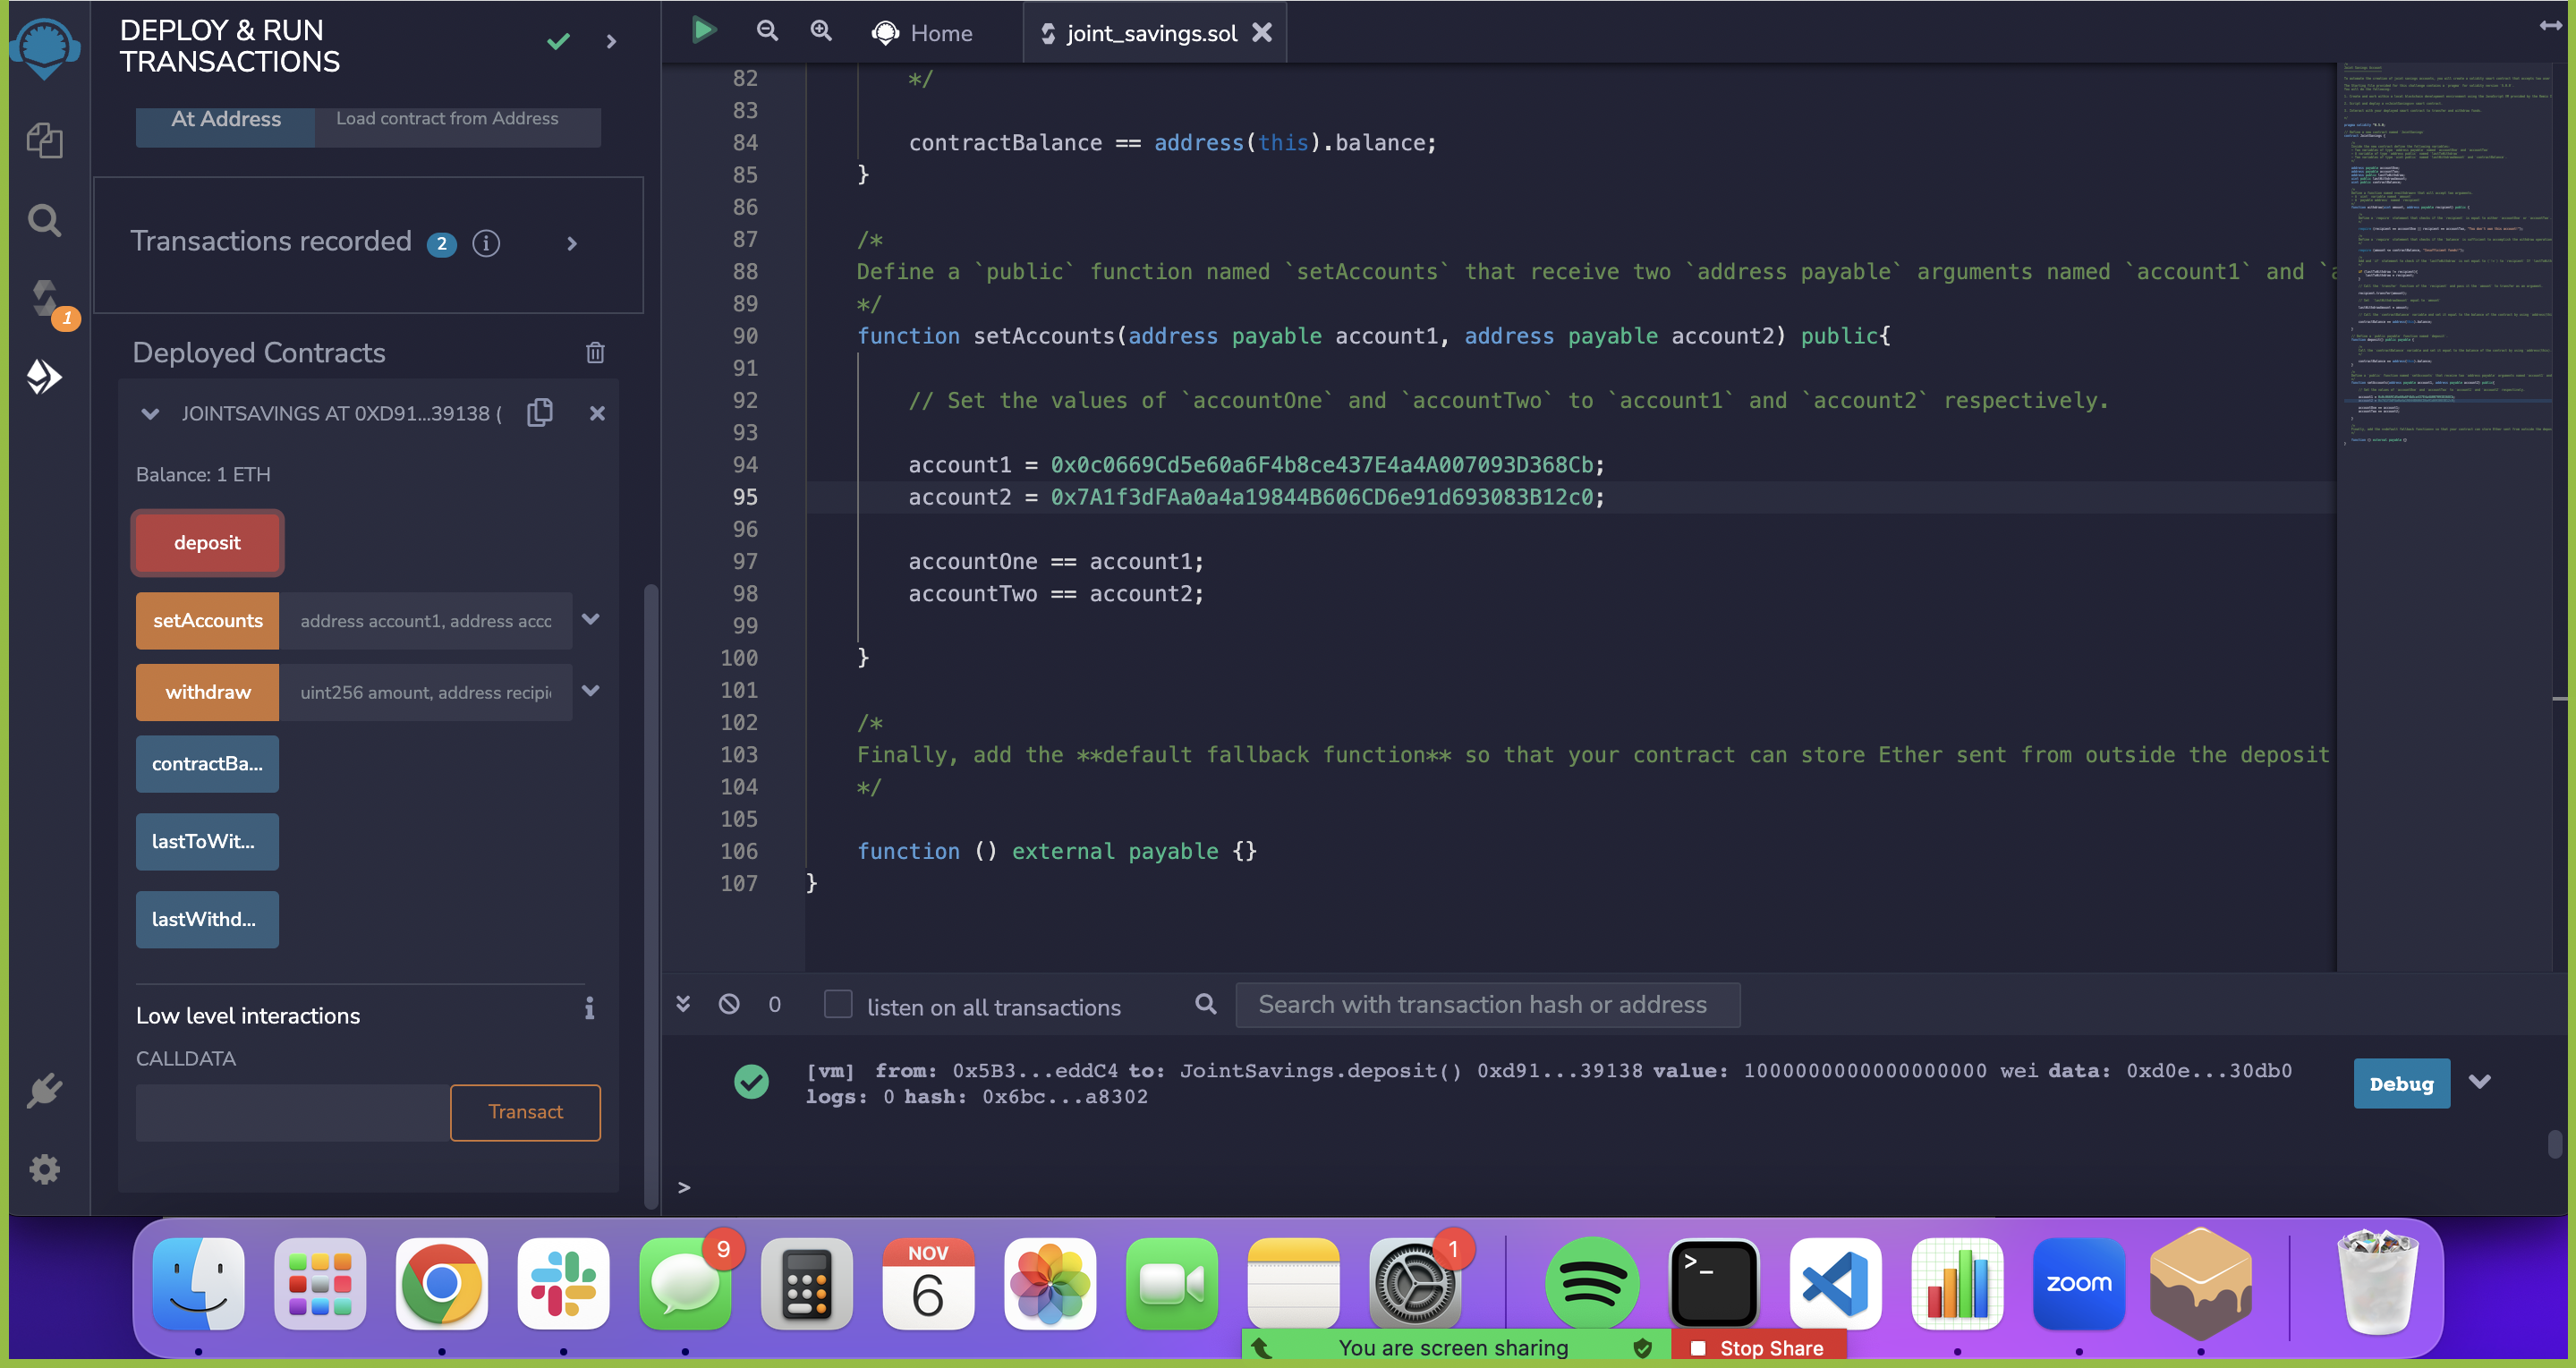 DEPLOY & RUN
TRANSACTIONS
At Address
Load contract from Address
Transactions recorded 2
1
Deployed Contracts
JOINTSAVINGS AT 0XD91...39138 (
Balance: 1 ETH
deposit
setAccounts
address account1, address acco
withdraw
uint256 amount, address recipi
contractBa...
lastToWit...
lastWithd...
Low level interactions
CALLDATA
Transact
Home
joint_savings.sol
82 */
83
84 contractBalance == address(this).balance;
85 }
86
87 /*
88 Define a `public` function named `setAccounts` that receive two `address payable` arguments named `account1` and `a
89 */
90 function setAccounts(address payable account1, address payable account2) public{
91
92 // Set the values of `accountOne` and `accountTwo` to `account1` and `account2` respectively.
93
94 account1 = 0x0c0669Cd5e60a6F4b8ce437E4a4A007093D368Cb;
95 account2 = 0x7A1f3dFAa0a4a19844B606CD6e91d693083B12c0;
96
97 accountOne == account1;
98 accountTwo == account2;
99
100 }
101
102 /*
103 Finally, add the **default fallback function** so that your contract can store Ether sent from outside the deposit
104 */
105
106 function () external payable {}
107 }
0
listen on all transactions
Search with transaction hash or address
[vm] from: 0x5B3...eddC4 to: JointSavings.deposit() 0xd91...39138 value: 1000000000000000000 wei data: 0xd0e...30db0
logs: 0 hash: 0x6bc...a8302
Debug
>
9
NOV
6
1
>_
zoom
You are screen sharing
Stop Share